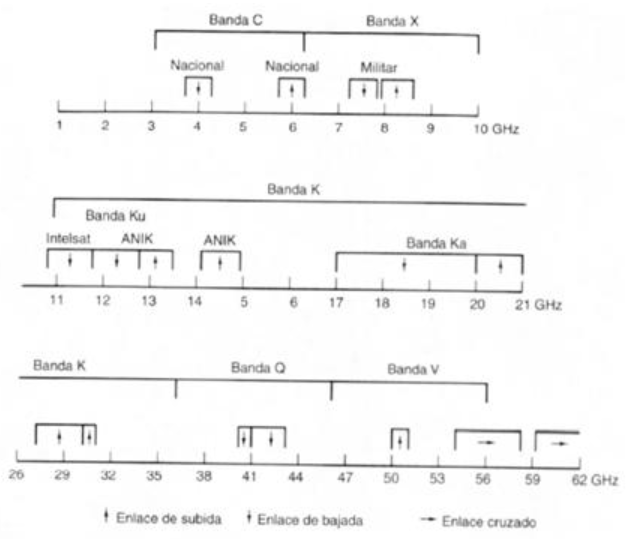 Banda C Banda X
Nacional Nacional Militar
1 2 3 4 5 6 7 8 9 10 GHz
Banda K
Banda Ku
Intelsat ANIK ANIK Banda Ka
11 12 13 14 5 6 17 18 19 20 21 GHz
Banda K Banda Q Banda V
26 29 32 35 38 41 44 47 50 53 56 59 62 GHz
Enlace de subida Enlace de bajada Enlace cruzado